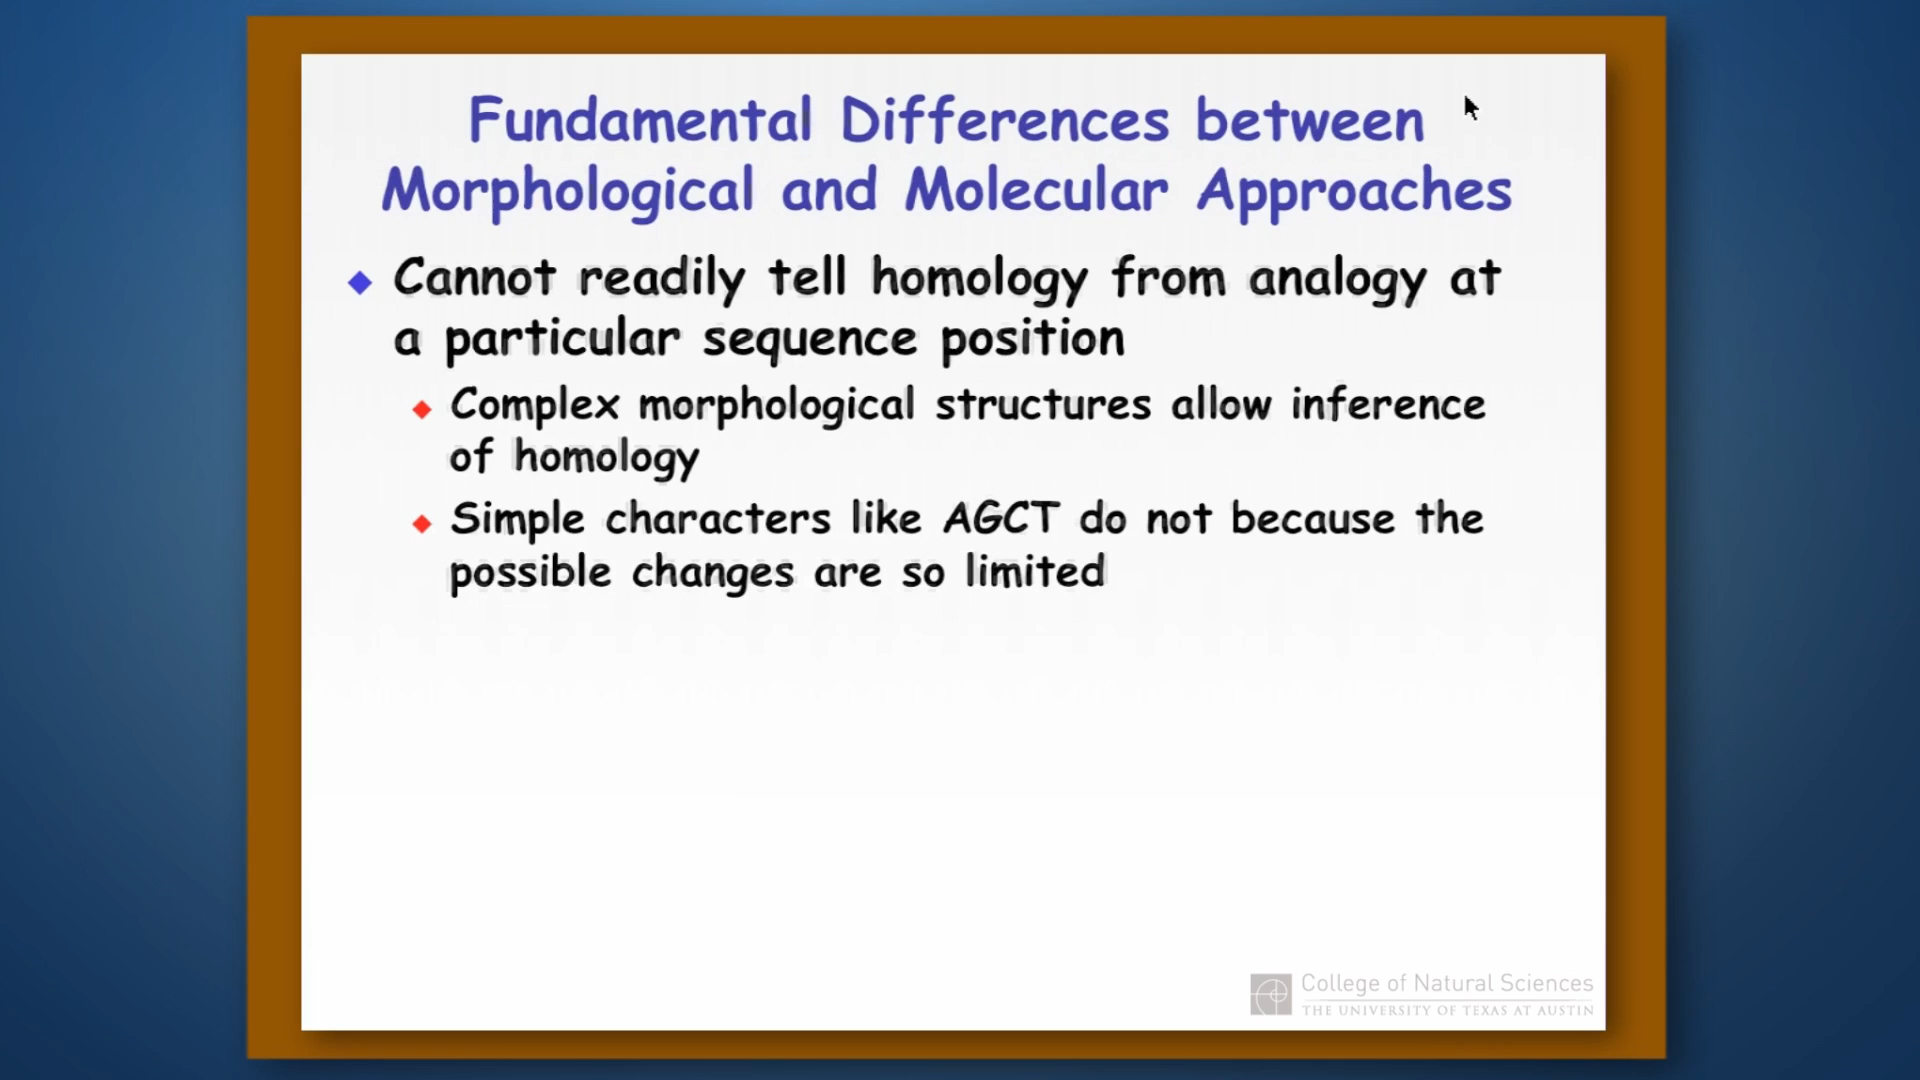 Fundamental Differences between
Morphological and Molecular Approaches
Cannot readily tell homology from analogy at
a particular sequence position
Complex morphological structures allow inference
of homology
Simple characters like AGCT do not because the
possible changes are so limited
College of Natural Sciences
THE UNIVERSITY OF TEXAS AT AUSTIN